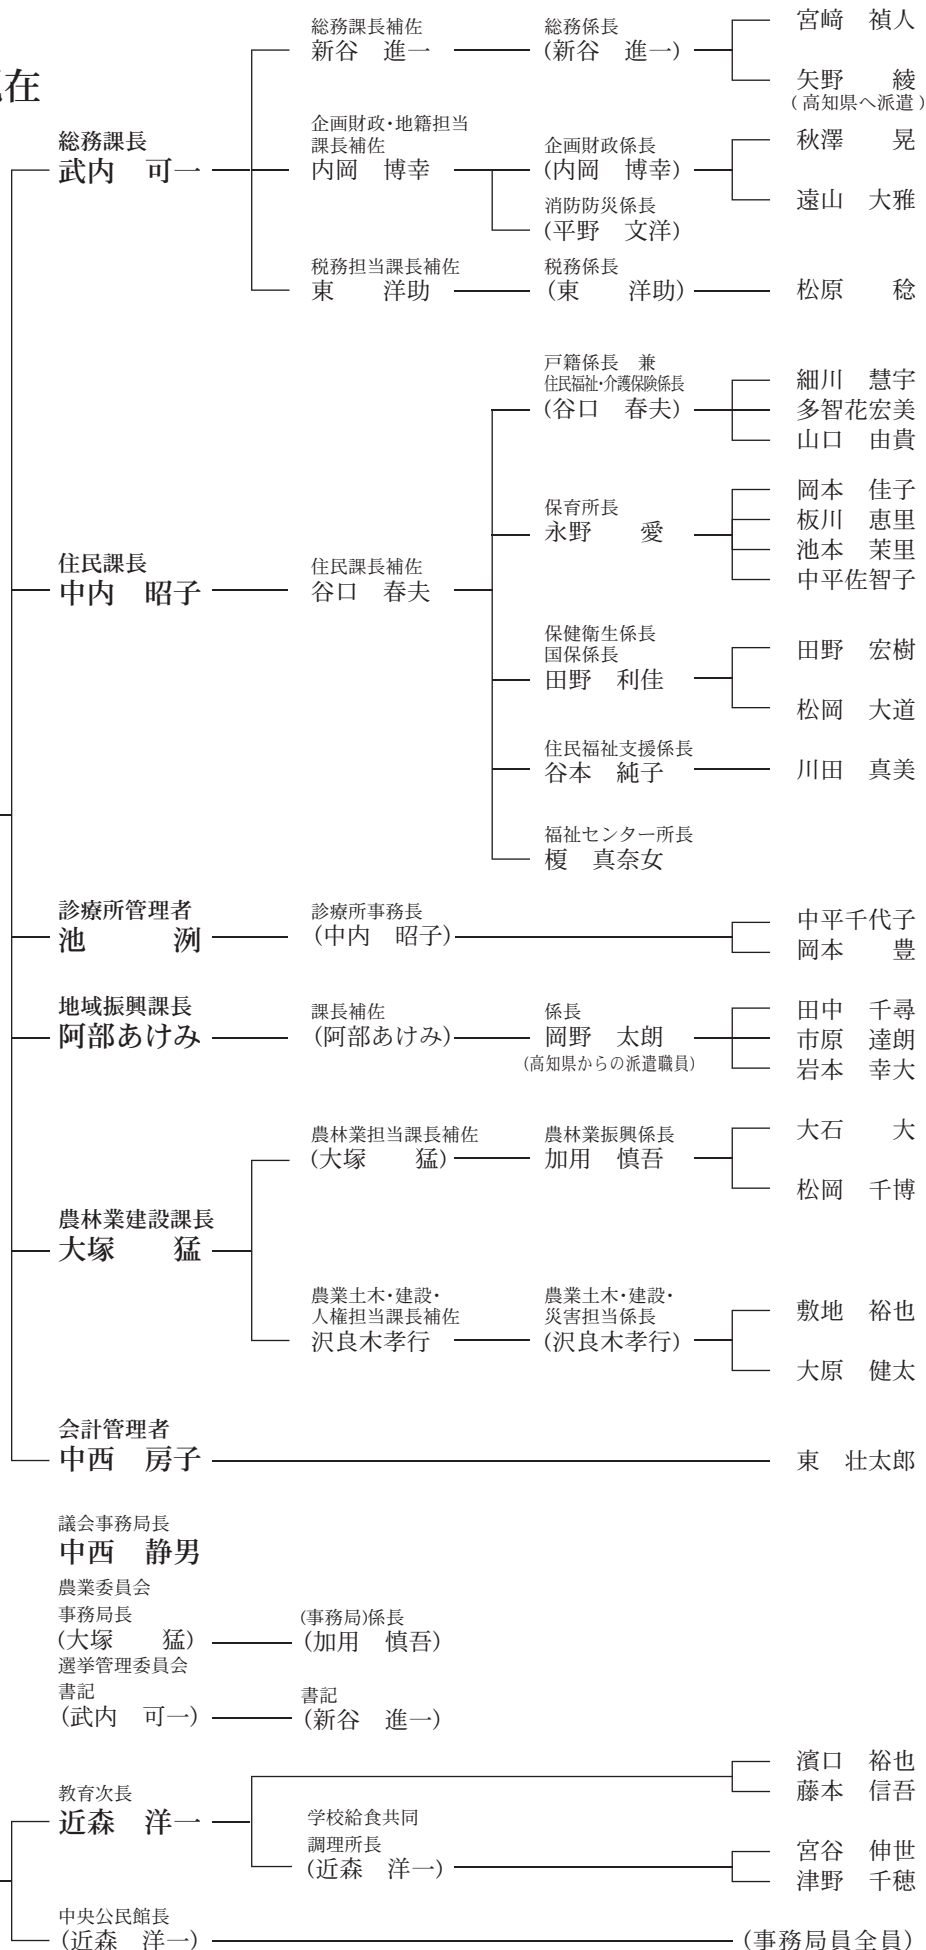 在
総務課長
武内　可一
総務課長補佐
新谷　進一
総務係長
(新谷　進一)
宮﨑　禎人
矢野　　綾
(高知県へ派遣)
企画財政・地籍担当
課長補佐
内岡　博幸
企画財政係長
(内岡　博幸)
秋澤　　晃
遠山　大雅
消防防災係長
(平野　文洋)
税務担当課長補佐
東　　洋助
税務係長
(東　　洋助)
松原　　稔
住民課長
中内　昭子
住民課長補佐
谷口　春夫
戸籍係長　兼
住民福祉・介護保険係長
(谷口　春夫)
細川　慧宇
多智花宏美
山口　由貴
保育所長
永野　　愛
岡本　佳子
板川　恵里
池本　茉里
中平佐智子
保健衛生係長
国保係長
田野　利佳
田野　宏樹
松岡　大道
住民福祉支援係長
谷本　純子
川田　真美
福祉センター所長
榎　真奈女
診療所管理者
池　　　洌
診療所事務長
(中内　昭子)
中平千代子
岡本　　豊
地域振興課長
阿部あけみ
課長補佐
(阿部あけみ)
係長
岡野　太朗
(高知県からの派遣職員)
田中　千尋
市原　達朗
岩本　幸大
農林業建設課長
大塚　　猛
農林業担当課長補佐
(大塚　　猛)
農林業振興係長
加用　慎吾
大石　　大
松岡　千博
農業土木・建設・
人権担当課長補佐
沢良木孝行
農業土木・建設・
災害担当係長
(沢良木孝行)
敷地　裕也
大原　健太
会計管理者
中西　房子
東　壮太郎
議会事務局長
中西　静男
農業委員会
事務局長
(大塚　　猛)
(事務局)係長
(加用　慎吾)
選挙管理委員会
書記
(武内　可一)
書記
(新谷　進一)
教育次長
近森　洋一
濱口　裕也
藤本　信吾
学校給食共同
調理所長
(近森　洋一)
宮谷　伸世
津野　千穂
中央公民館長
(近森　洋一)
(事務局員全員)